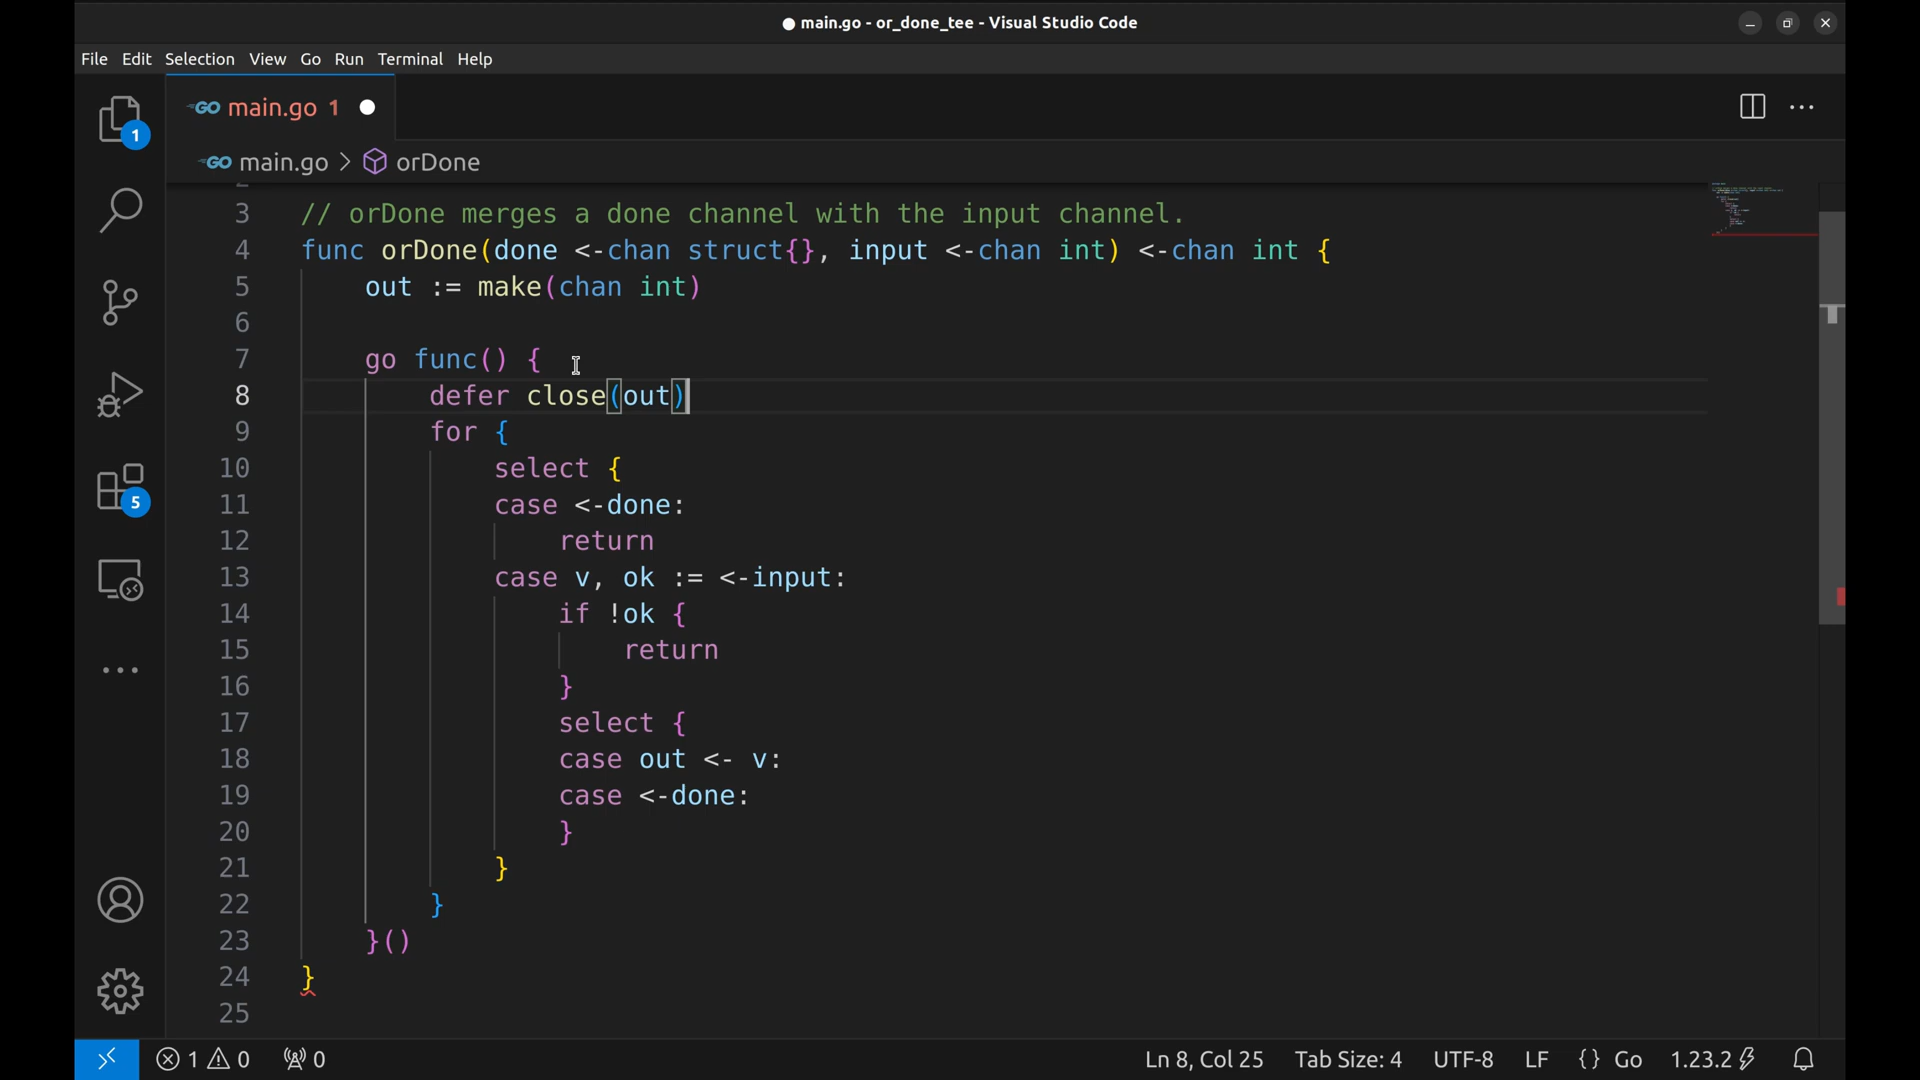 main.go - or_done_tee - Visual Studio Code
File Edit Selection View Go Run Terminal Help
GO main.go 1
GO main.go > orDone
1
5
2
3 // orDone merges a done channel with the input channel.
4 func orDone(done <-chan struct{}, input <-chan int) <-chan int {
5 out := make(chan int)
6
7 go func() {
8 defer close(out)
9 for {
10 select {
11 case <-done:
12 return
13 case v, ok := <-input:
14 if !ok {
15 return
16 }
17 select {
18 case out <- v:
19 case <-done:
20 }
21 }
22 }
23 }()
24 }
25
1 0 0 Ln 8, Col 25 Tab Size: 4 UTF-8 LF {} Go 1.23.2